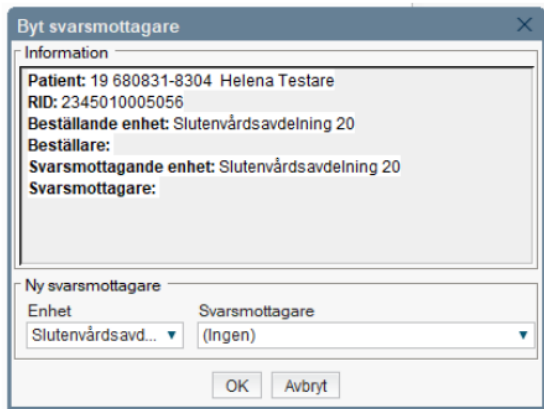 Byt svarsmottagare
Information
Patient: 19 680831-8304 Helena Testare
RID: 2345010005056
Beställande enhet: Slutenvårdsavdelning 20
Beställare:
Svarsmottagande enhet: Slutenvårdsavdelning 20
Svarsmottagare:
Ny svarsmottagare
Enhet Svarsmottagare
Slutenvårdsavd... (Ingen)
OK Avbryt